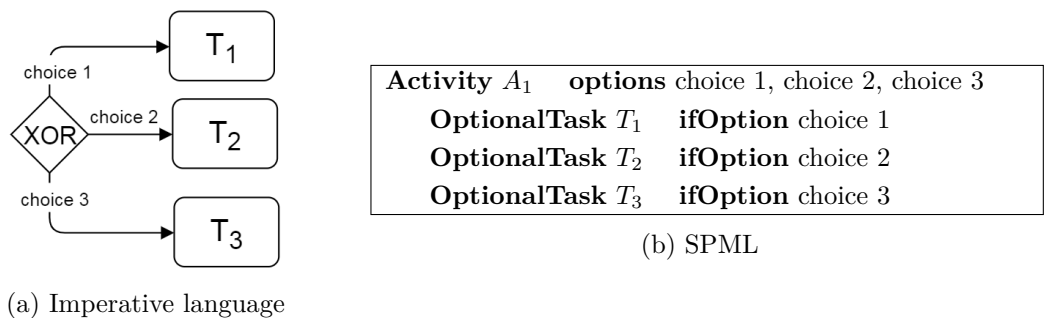 choice 1
T1
XOR
choice 2
T2
choice 3
T3
(a) Imperative language
Activity A1 options choice 1, choice 2, choice 3
OptionalTask T1 ifOption choice 1
OptionalTask T2 ifOption choice 2
OptionalTask T3 ifOption choice 3
(b) SPML